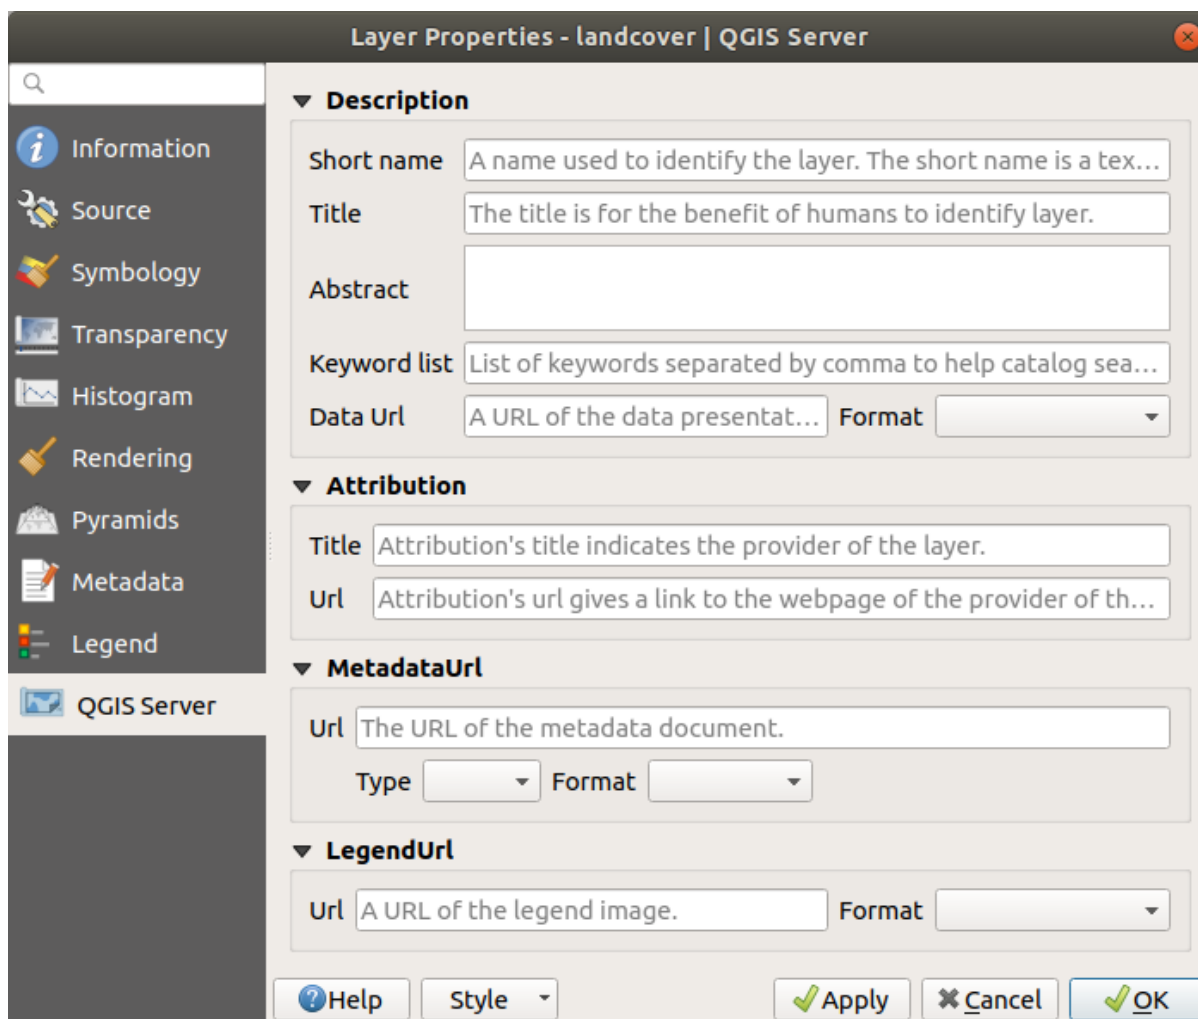 Layer Properties - landcover | QGIS Server
Information
Source
Symbology
Transparency
Histogram
Rendering
Pyramids
Metadata
Legend
QGIS Server
Description
Short name A name used to identify the layer. The short name is a tex...
Title The title is for the benefit of humans to identify layer.
Abstract
Keyword list List of keywords separated by comma to help catalog sea...
Data Url A URL of the data presentat... Format
Attribution
Title Attribution's title indicates the provider of the layer.
Url Attribution's url gives a link to the webpage of the provider of th...
MetadataUrl
Url The URL of the metadata document.
Type Format
LegendUrl
Url A URL of the legend image. Format
Help Style Apply Cancel OK